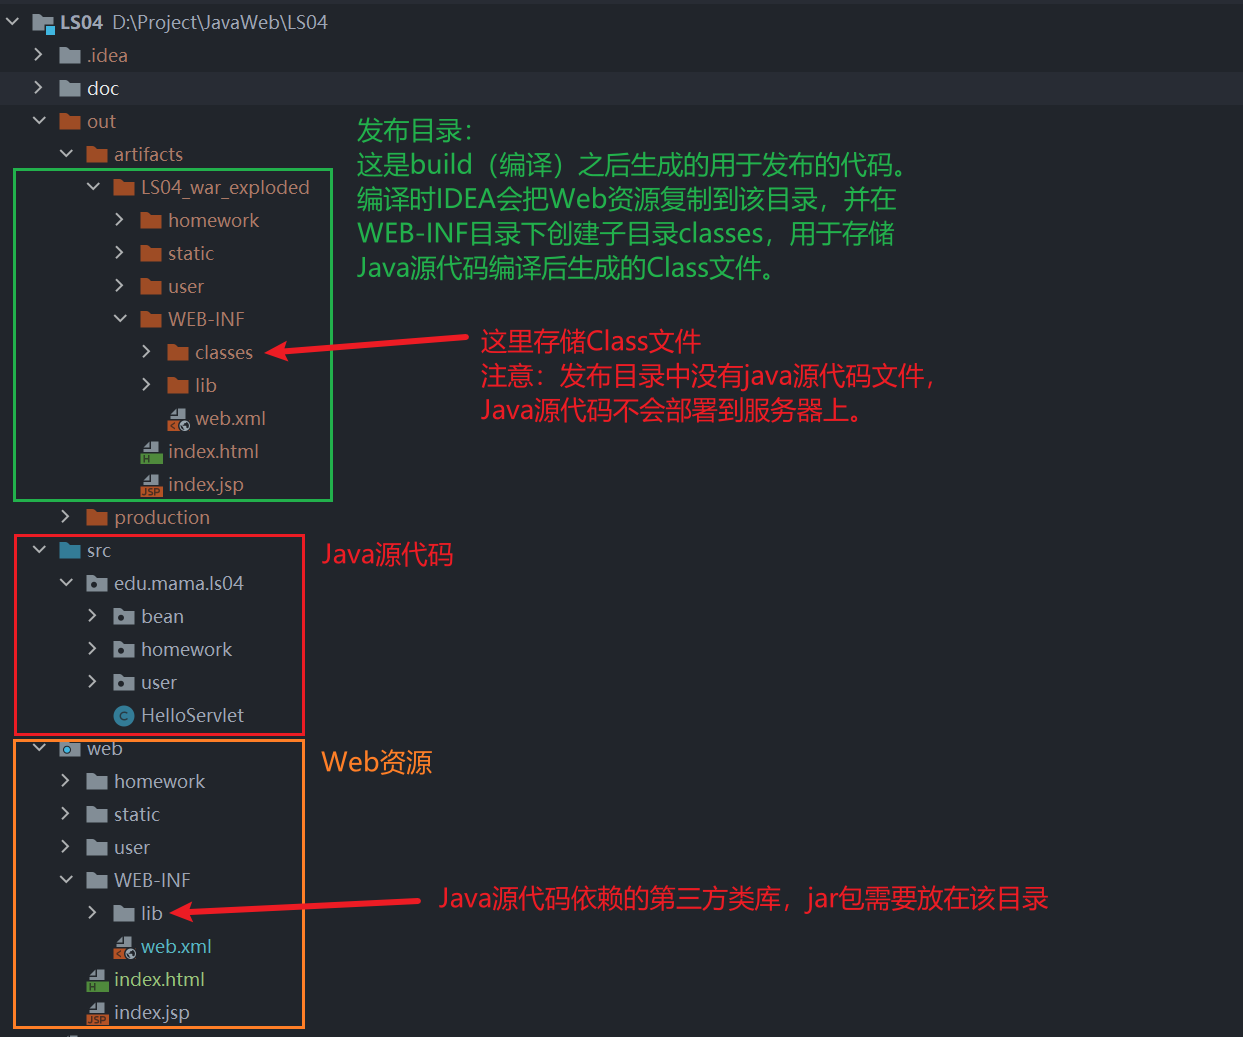 LS04 D:\Project\JavaWeb\LS04
.idea
doc
out
artifacts
LS04_war_exploded
homework
static
user
WEB-INF
classes
lib
web.xml
index.html
index.jsp
production
发布目录：
这是build（编译）之后生成的用于发布的代码。
编译时IDEA会把Web资源复制到该目录，并在
WEB-INF目录下创建子目录classes，用于存储
Java源代码编译后生成的Class文件。
这里存储Class文件
注意：发布目录中没有java源代码文件，
Java源代码不会部署到服务器上。
src
edu.mama.ls04
bean
homework
user
HelloServlet
Java源代码
web
homework
static
user
WEB-INF
lib
web.xml
index.html
index.jsp
Web资源
Java源代码依赖的第三方类库，jar包需要放在该目录